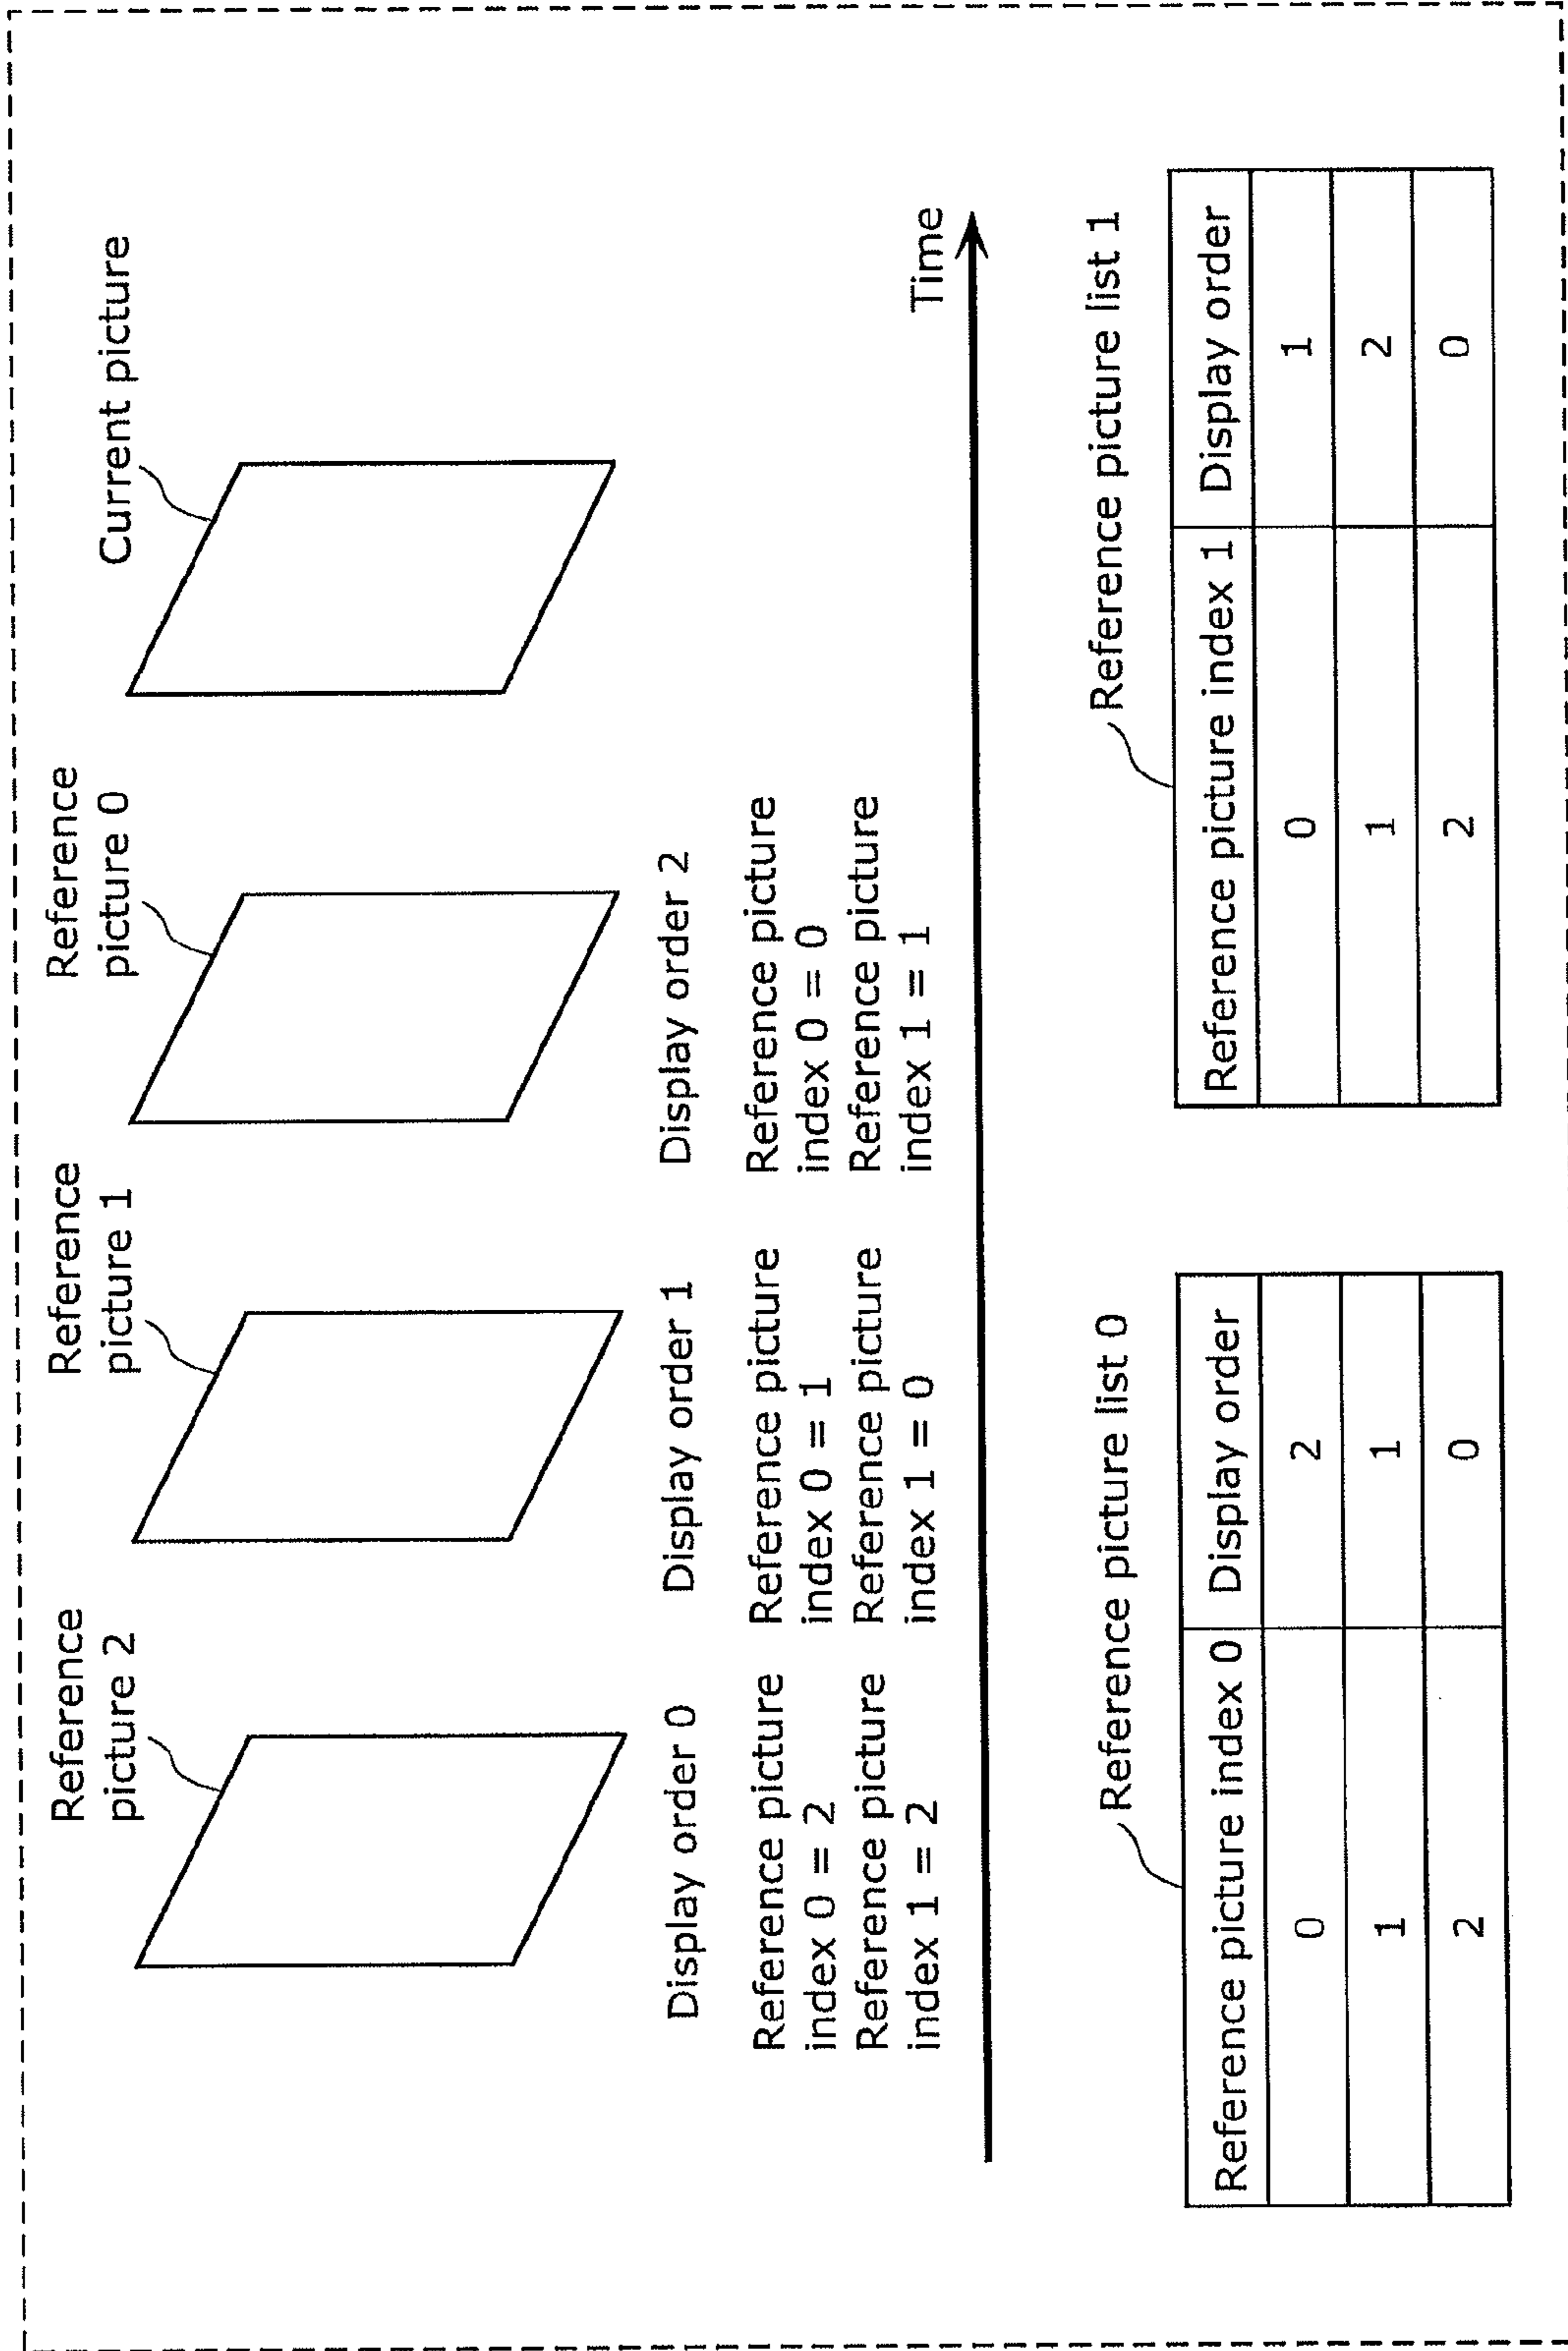 Reference
picture 2
Reference
picture 1
Reference
picture 0
Current picture
Display order 0
Display order 1
Display order 2
Reference picture
index 0 = 2
Reference picture
index 1 = 2
Reference picture
index 0 = 1
Reference picture
index 1 = 0
Reference picture
index 0 = 0
Reference picture
index 1 = 1
Time
Reference picture list 0
Reference picture index 0 Display order
0 2
1 1
2 0
Reference picture list 1
Reference picture index 1 Display order
0 1
1 2
2 0